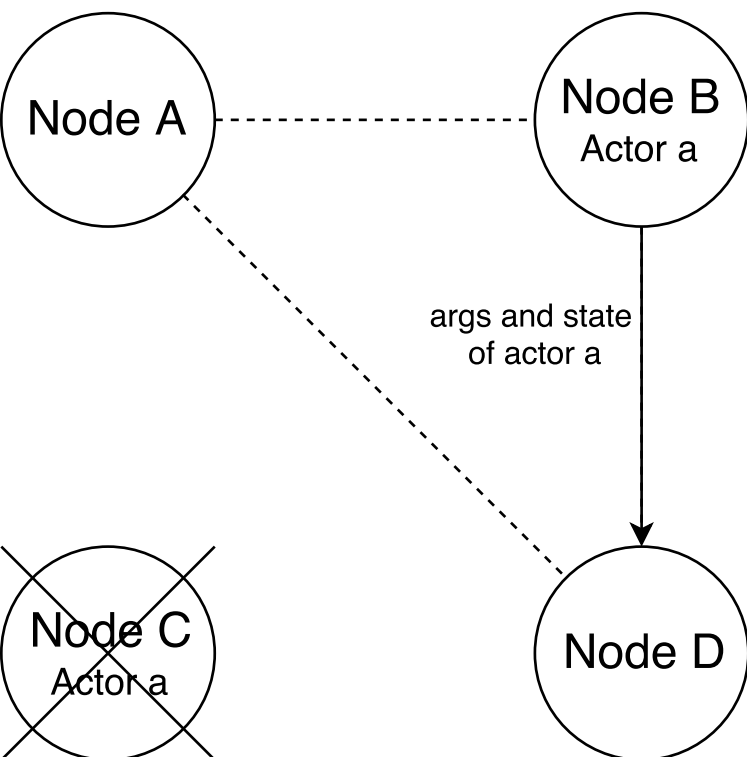 Node A
Node B
Actor a
args and state
of actor a
Node C
Actor a
Node D